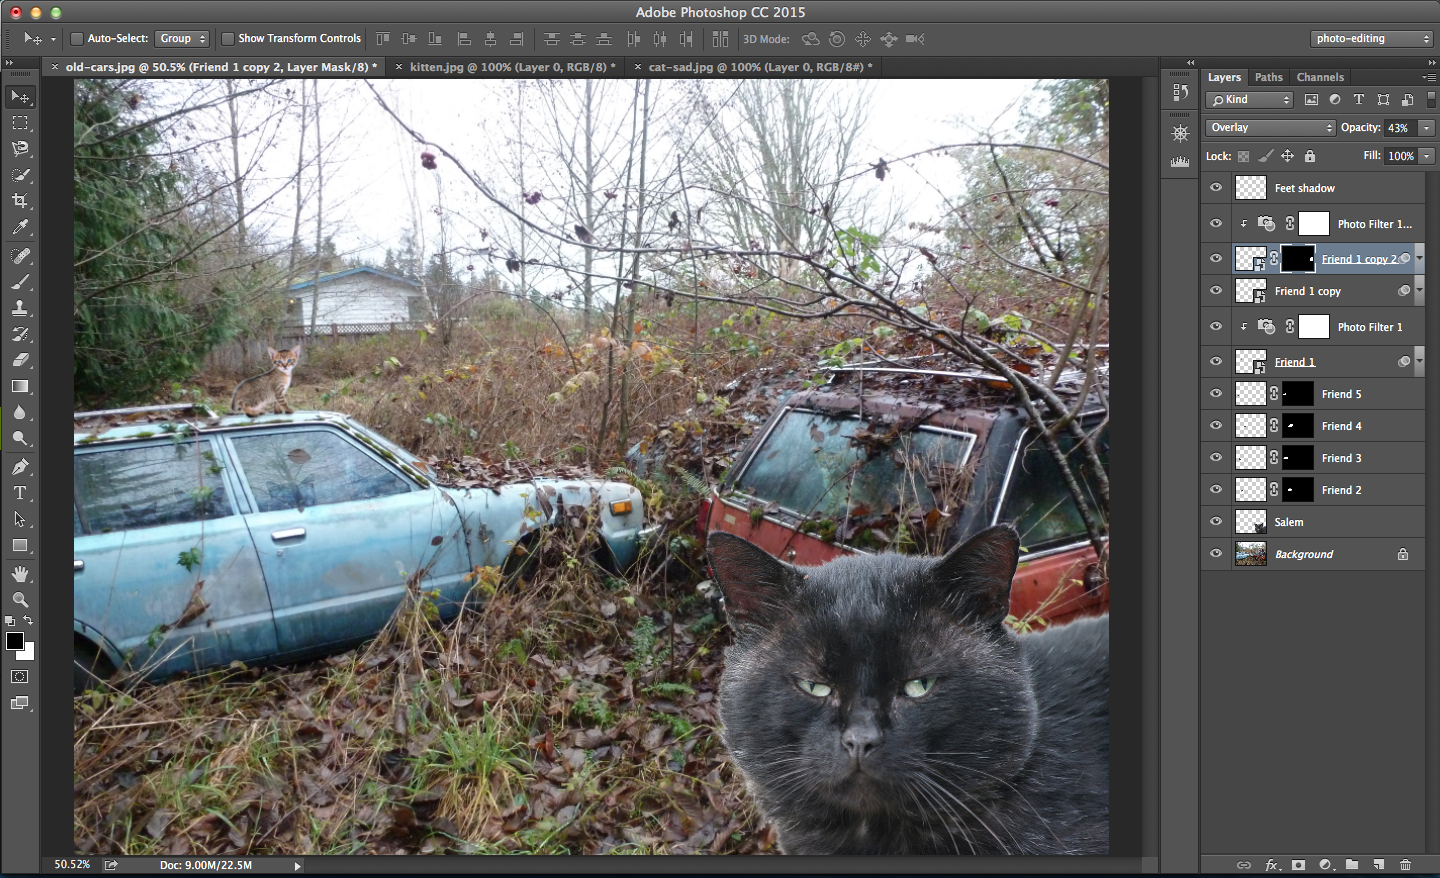 Adobe Photoshop CC 2015
Auto-Select: Group Show Transform Controls 3D Mode: photo-editing
× old-cars.jpg @ 50.5% (Friend 1 copy 2, Layer Mask/8) * × kitten.jpg @ 100% (Layer 0, RGB/8) * × cat-sad.jpg @ 100% (Layer 0, RGB/8#) *
Layers Paths Channels
Kind
Overlay Opacity: 43%
Lock: Fill: 100%
Feet shadow
Photo Filter 1...
Friend 1 copy 2
Friend 1 copy
Photo Filter 1
Friend 1
Friend 5
Friend 4
Friend 3
Friend 2
Salem
Background
50.52% Doc: 9.00M/22.5M
fx